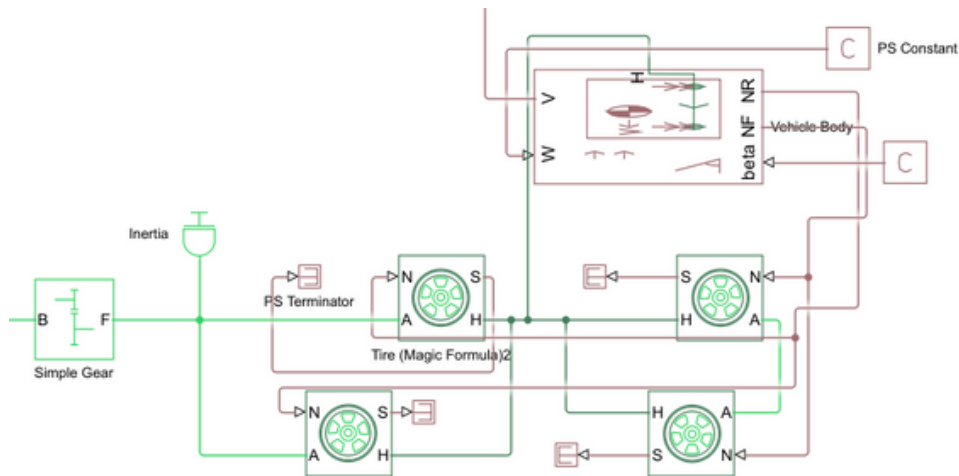 C PS Constant
H
V NR
NF Vehicle Body
W beta C
Inertia
N S S N
PS Terminator
B F A H H A
Tire (Magic Formula)2
Simple Gear
N S H A
A H S N